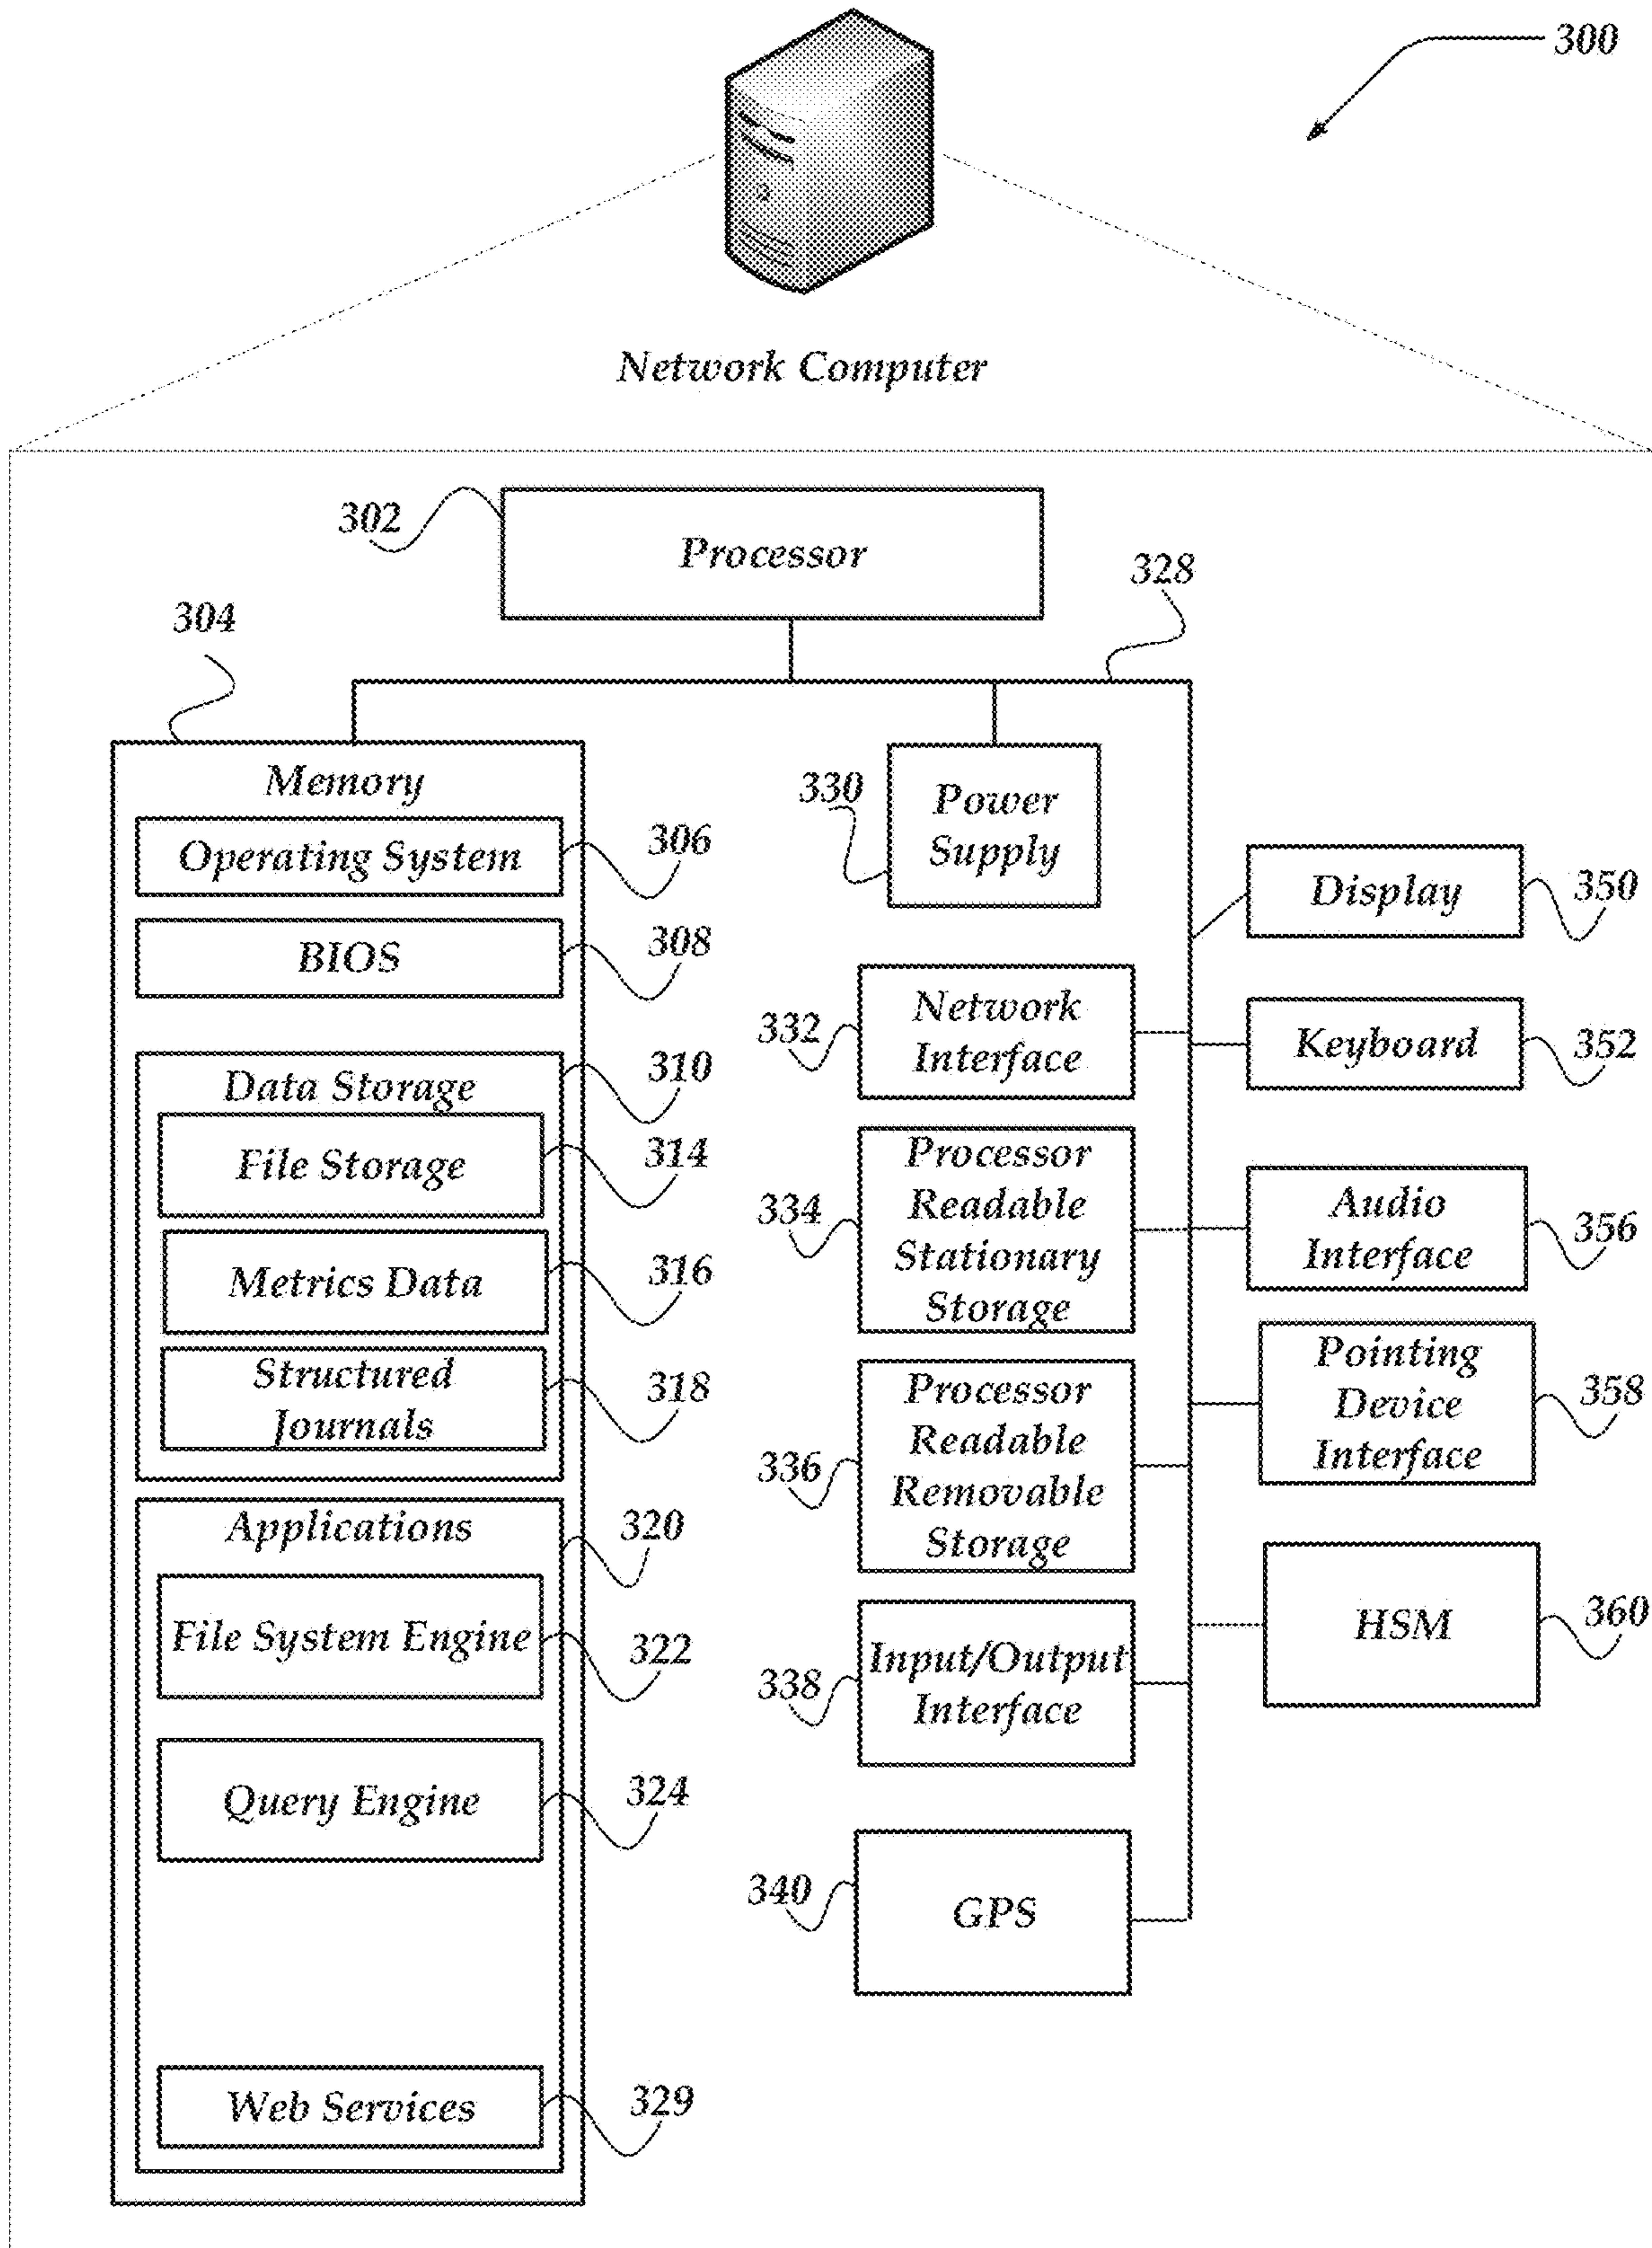 300
Network Computer
302
Processor
328
304
Memory
Operating System
306
BIOS
308
Data Storage
310
File Storage
314
Metrics Data
316
Structured
Journals
318
Applications
320
File System Engine
322
Query Engine
324
Web Services
329
330
Power
Supply
332
Network
Interface
334
Processor
Readable
Stationary
Storage
336
Processor
Readable
Removable
Storage
338
Input/Output
Interface
340
GPS
Display
350
Keyboard
352
Audio
Interface
356
Pointing
Device
Interface
358
HSM
360